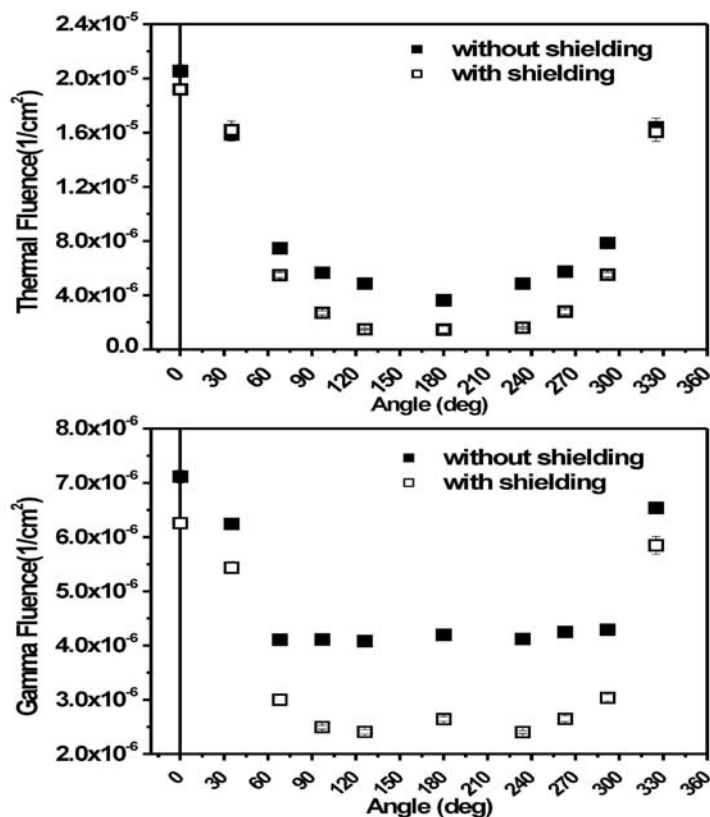 2.4x10⁻⁵
2.0x10⁻⁵
1.6x10⁻⁵
1.2x10⁻⁵
8.0x10⁻⁶
4.0x10⁻⁶
0.0
Thermal Fluence(1/cm²)
without shielding
with shielding
0 30 60 90 120 150 180 210 240 270 300 330 360
Angle (deg)
8.0x10⁻⁶
7.0x10⁻⁶
6.0x10⁻⁶
5.0x10⁻⁶
4.0x10⁻⁶
3.0x10⁻⁶
2.0x10⁻⁶
Gamma Fluence(1/cm²)
without shielding
with shielding
0 30 60 90 120 150 180 210 240 270 300 330 360
Angle (deg)